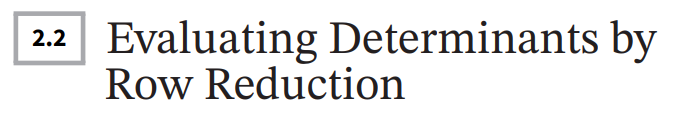 2.2 Evaluating Determinants by
Row Reduction